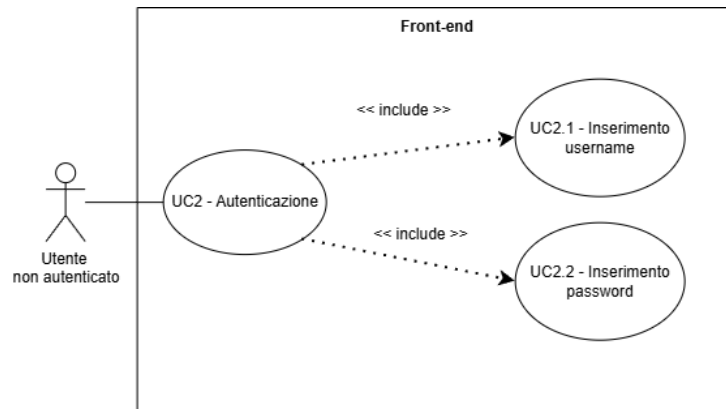 Front-end
<< include >>
UC2.1 - Inserimento
username
UC2 - Autenticazione
<< include >>
Utente
non autenticato
UC2.2 - Inserimento
password